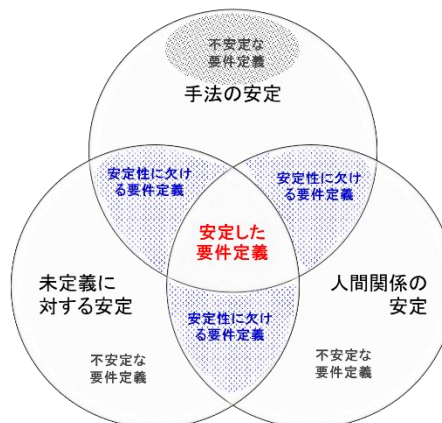 不安定な
要件定義
手法の安定
安定性に欠け
る要件定義
安定性に欠け
る要件定義
安定した
要件定義
未定義に
対する安定
人間関係の
安定
安定性に欠け
る要件定義
不安定な
要件定義
不安定な
要件定義